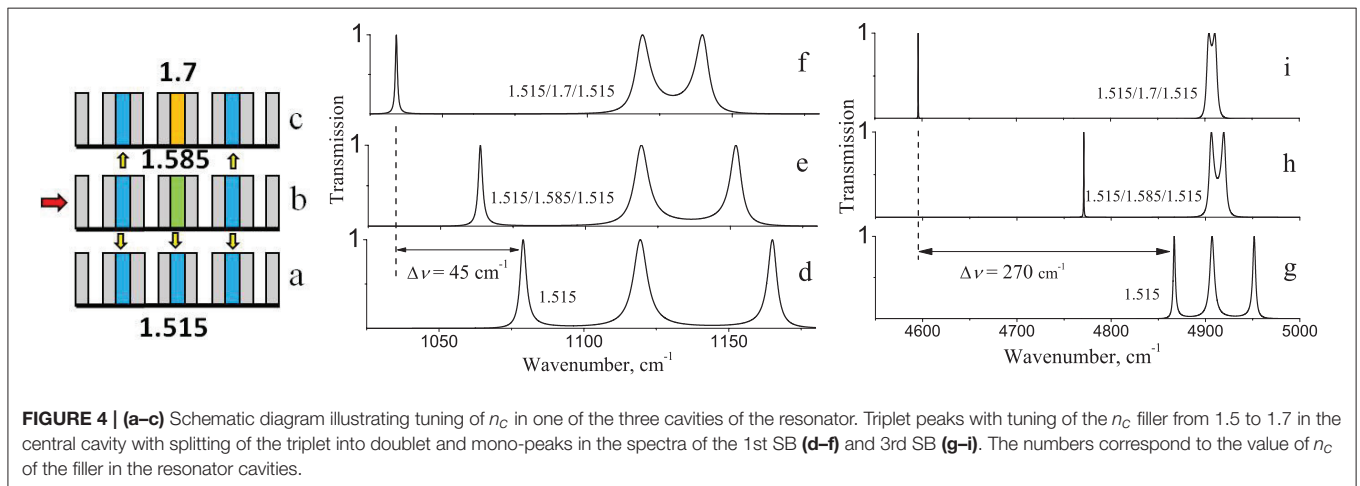 1.7
c
1.585
b
a
1.515
1
f
1.515/1.7/1.515
1
e
1.515/1.585/1.515
1
d
Δν = 45 cm⁻¹
1.515
Transmission
1050 1100 1150
Wavenumber, cm⁻¹
1
i
1.515/1.7/1.515
1
h
1.515/1.585/1.515
1
g
Δν = 270 cm⁻¹
1.515
Transmission
4600 4700 4800 4900 5000
Wavenumber, cm⁻¹
FIGURE 4 | (a–c) Schematic diagram illustrating tuning of nC in one of the three cavities of the resonator. Triplet peaks with tuning of the nC filler from 1.5 to 1.7 in the
central cavity with splitting of the triplet into doublet and mono-peaks in the spectra of the 1st SB (d–f) and 3rd SB (g–i). The numbers correspond to the value of nC
of the filler in the resonator cavities.